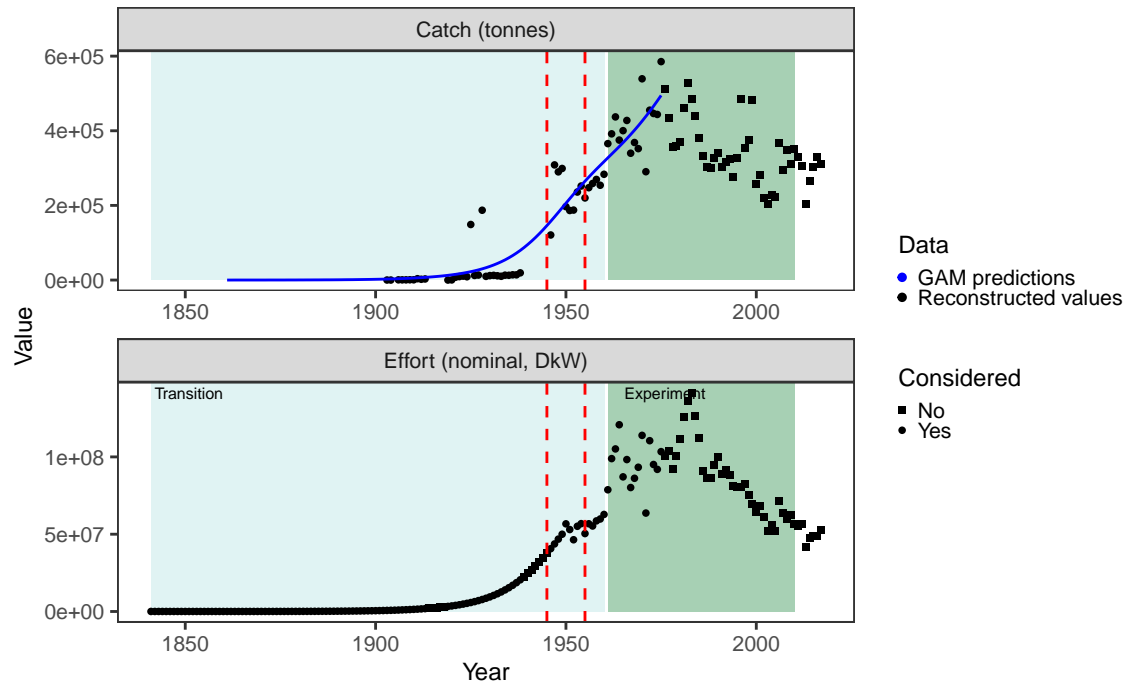 Catch (tonnes)
6e+05
4e+05
2e+05
0e+00
1850 1900 1950 2000
Value
Effort (nominal, DkW)
Transition Experiment
1e+08
5e+07
0e+00
1850 1900 1950 2000
Year
Data
GAM predictions
Reconstructed values
Considered
No
Yes